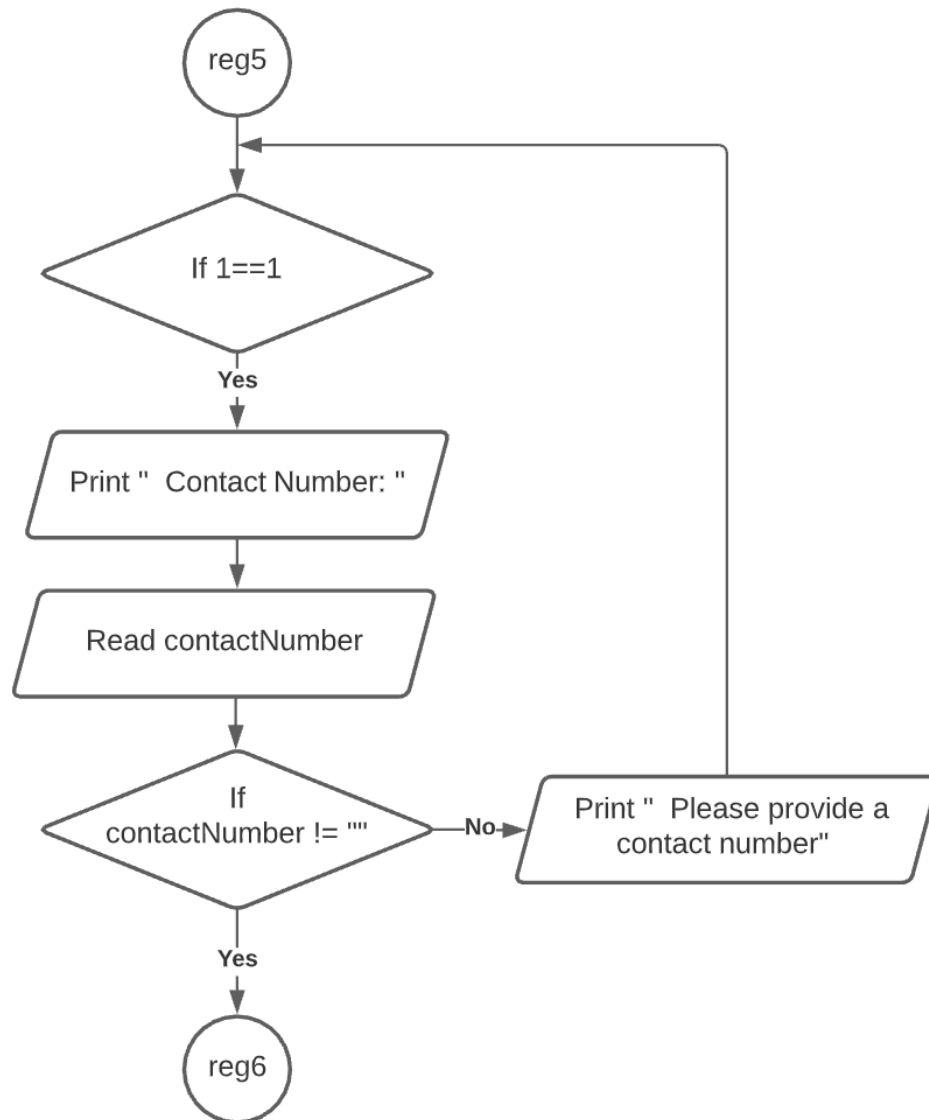 reg5
If 1==1
Yes
Print "  Contact Number: "
Read contactNumber
If
contactNumber != ""
No
Print "  Please provide a
contact number"
Yes
reg6